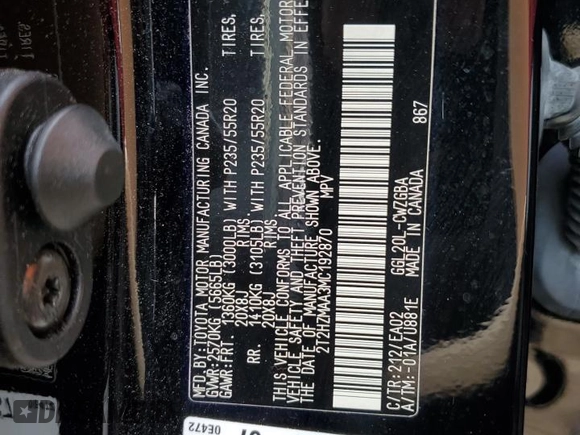 MFD. BY:TOYOTA MOTOR MANUFACTURING CANADA INC.
GVWR:2570KG (5665LB)
GAWR:FRT. 1360KG (3000LB) WITH P235/55R20 TIRES,
20X8J RIMS,
RR. 1410KG (3105LB) WITH P235/55R20 TIRES,
20X8J RIMS,
THIS VEHICLE CONFORMS TO ALL APPLICABLE FEDERAL MOTOR
VEHICLE SAFETY AND THEFT PREVENTION STANDARDS IN EFFECT
THE DATE OF MANUFACTURE SHOWN ABOVE.
2T2HZMAA3MC192870 MPV
C/TR:212/EA02 GGL20L-CWZGBA
A/TM:-01A/U881E MADE IN CANADA
867
0E472